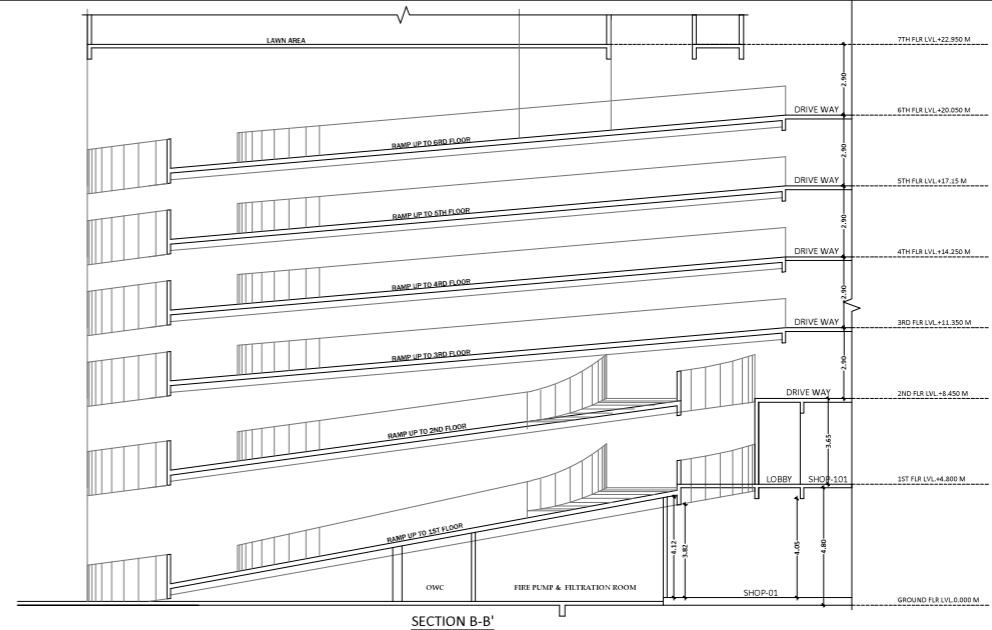 LAWN AREA
7TH FLR LVL.+22.950 M
2.90
DRIVE WAY
6TH FLR LVL.+20.050 M
RAMP UP TO 6RD FLOOR
2.90
DRIVE WAY
5TH FLR LVL.+17.15 M
RAMP UP TO 5TH FLOOR
2.90
DRIVE WAY
4TH FLR LVL.+14.250 M
RAMP UP TO 4RD FLOOR
2.90
DRIVE WAY
3RD FLR LVL.+11.350 M
RAMP UP TO 3RD FLOOR
2.90
DRIVE WAY
2ND FLR LVL.+8.450 M
RAMP UP TO 2ND FLOOR
3.65
LOBBY
SHOP-101
1ST FLR LVL.+4.800 M
RAMP UP TO 1ST FLOOR
4.12
3.82
4.05
4.80
OWC
FIRE PUMP & FILTRATION ROOM
SHOP-01
GROUND FLR LVL.0.000 M
SECTION B-B'